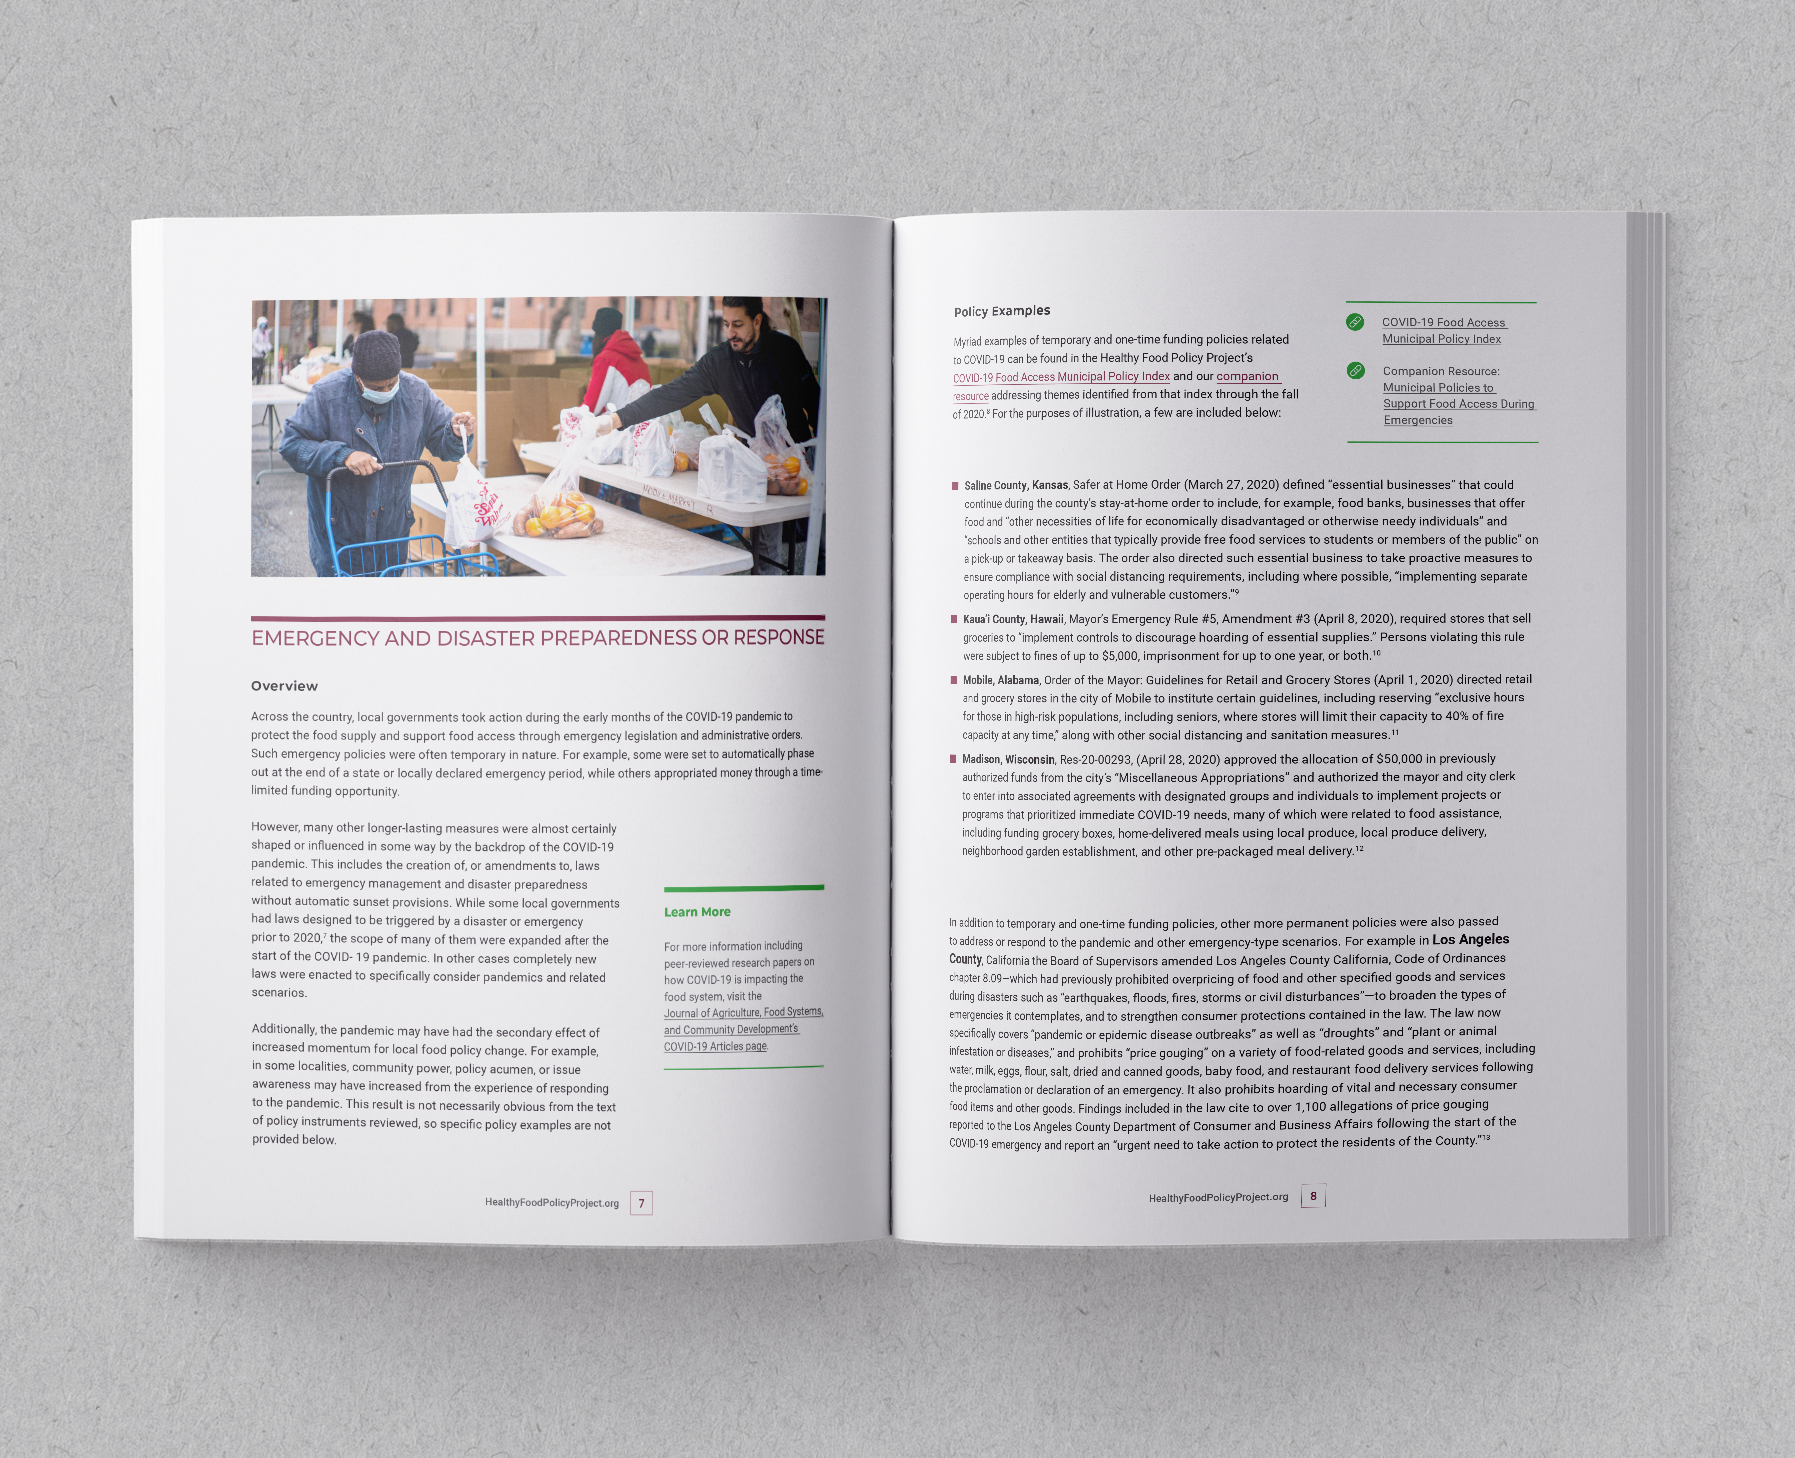 EMERGENCY AND DISASTER PREPAREDNESS OR RESPONSE
Overview
Across the country, local governments took action during the early months of the COVID-19 pandemic to
protect the food supply and support food access through emergency legislation and administrative orders.
Such emergency policies were often temporary in nature. For example, some were set to automatically phase
out at the end of a state or locally declared emergency period, while others appropriated money through a time-
limited funding opportunity.
However, many other longer-lasting measures were almost certainly
shaped or influenced in some way by the backdrop of the COVID-19
pandemic. This includes the creation of, or amendments to, laws
related to emergency management and disaster preparedness
without automatic sunset provisions. While some local governments
had laws designed to be triggered by a disaster or emergency
prior to 2020,⁷ the scope of many of them were expanded after the
start of the COVID- 19 pandemic. In other cases completely new
laws were enacted to specifically consider pandemics and related
scenarios.
Additionally, the pandemic may have had the secondary effect of
increased momentum for local food policy change. For example,
in some localities, community power, policy acumen, or issue
awareness may have increased from the experience of responding
to the pandemic. This result is not necessarily obvious from the text
of policy instruments reviewed, so specific policy examples are not
provided below.
Learn More
For more information including
peer-reviewed research papers on
how COVID-19 is impacting the
food system, visit the
Journal of Agriculture, Food Systems,
and Community Development's
COVID-19 Articles page.
HealthyFoodPolicyProject.org 7
Policy Examples
Myriad examples of temporary and one-time funding policies related
to COVID-19 can be found in the Healthy Food Policy Project's
COVID-19 Food Access Municipal Policy Index and our companion
resource addressing themes identified from that index through the fall
of 2020.⁸ For the purposes of illustration, a few are included below:
COVID-19 Food Access
Municipal Policy Index
Companion Resource:
Municipal Policies to
Support Food Access During
Emergencies
Saline County, Kansas, Safer at Home Order (March 27, 2020) defined "essential businesses" that could
continue during the county's stay-at-home order to include, for example, food banks, businesses that offer
food and "other necessities of life for economically disadvantaged or otherwise needy individuals" and
"schools and other entities that typically provide free food services to students or members of the public" on
a pick-up or takeaway basis. The order also directed such essential business to take proactive measures to
ensure compliance with social distancing requirements, including where possible, "implementing separate
operating hours for elderly and vulnerable customers."⁹
Kaua'i County, Hawaii, Mayor's Emergency Rule #5, Amendment #3 (April 8, 2020), required stores that sell
groceries to "implement controls to discourage hoarding of essential supplies." Persons violating this rule
were subject to fines of up to $5,000, imprisonment for up to one year, or both.¹⁰
Mobile, Alabama, Order of the Mayor: Guidelines for Retail and Grocery Stores (April 1, 2020) directed retail
and grocery stores in the city of Mobile to institute certain guidelines, including reserving "exclusive hours
for those in high-risk populations, including seniors, where stores will limit their capacity to 40% of fire
capacity at any time," along with other social distancing and sanitation measures.¹¹
Madison, Wisconsin, Res-20-00293, (April 28, 2020) approved the allocation of $50,000 in previously
authorized funds from the city's "Miscellaneous Appropriations" and authorized the mayor and city clerk
to enter into associated agreements with designated groups and individuals to implement projects or
programs that prioritized immediate COVID-19 needs, many of which were related to food assistance,
including funding grocery boxes, home-delivered meals using local produce, local produce delivery,
neighborhood garden establishment, and other pre-packaged meal delivery.¹²
In addition to temporary and one-time funding policies, other more permanent policies were also passed
to address or respond to the pandemic and other emergency-type scenarios. For example in Los Angeles
County, California the Board of Supervisors amended Los Angeles County California, Code of Ordinances
chapter 8.09—which had previously prohibited overpricing of food and other specified goods and services
during disasters such as "earthquakes, floods, fires, storms or civil disturbances"—to broaden the types of
emergencies it contemplates, and to strengthen consumer protections contained in the law. The law now
specifically covers "pandemic or epidemic disease outbreaks" as well as "droughts" and "plant or animal
infestation or diseases," and prohibits "price gouging" on a variety of food-related goods and services, including
water, milk, eggs, flour, salt, dried and canned goods, baby food, and restaurant food delivery services following
the proclamation or declaration of an emergency. It also prohibits hoarding of vital and necessary consumer
food items and other goods. Findings included in the law cite to over 1,100 allegations of price gouging
reported to the Los Angeles County Department of Consumer and Business Affairs following the start of the
COVID-19 emergency and report an "urgent need to take action to protect the residents of the County."¹³
HealthyFoodPolicyProject.org 8